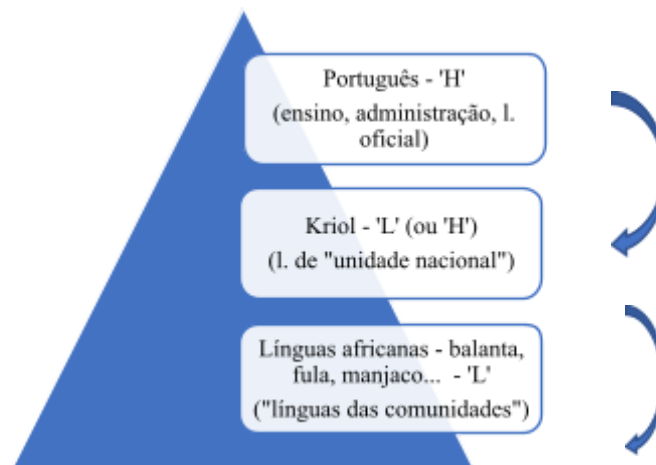 Português - 'H'
(ensino, administração, l.
oficial)
Kriol - 'L' (ou 'H')
(l. de "unidade nacional")
Línguas africanas - balanta,
fula, manjaco... - 'L'
("línguas das comunidades")